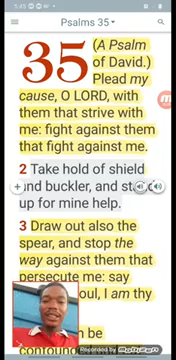 5:45
Psalms 35
35 (A Psalm
of David.)
Plead my
cause, O LORD, with
them that strive with
me: fight against them
that fight against me.
2 Take hold of shield
and buckler, and stand
up for mine help.
3 Draw out also the
spear, and stop the
way against them that
persecute me: say
soul, I am thy
be
Recorded by